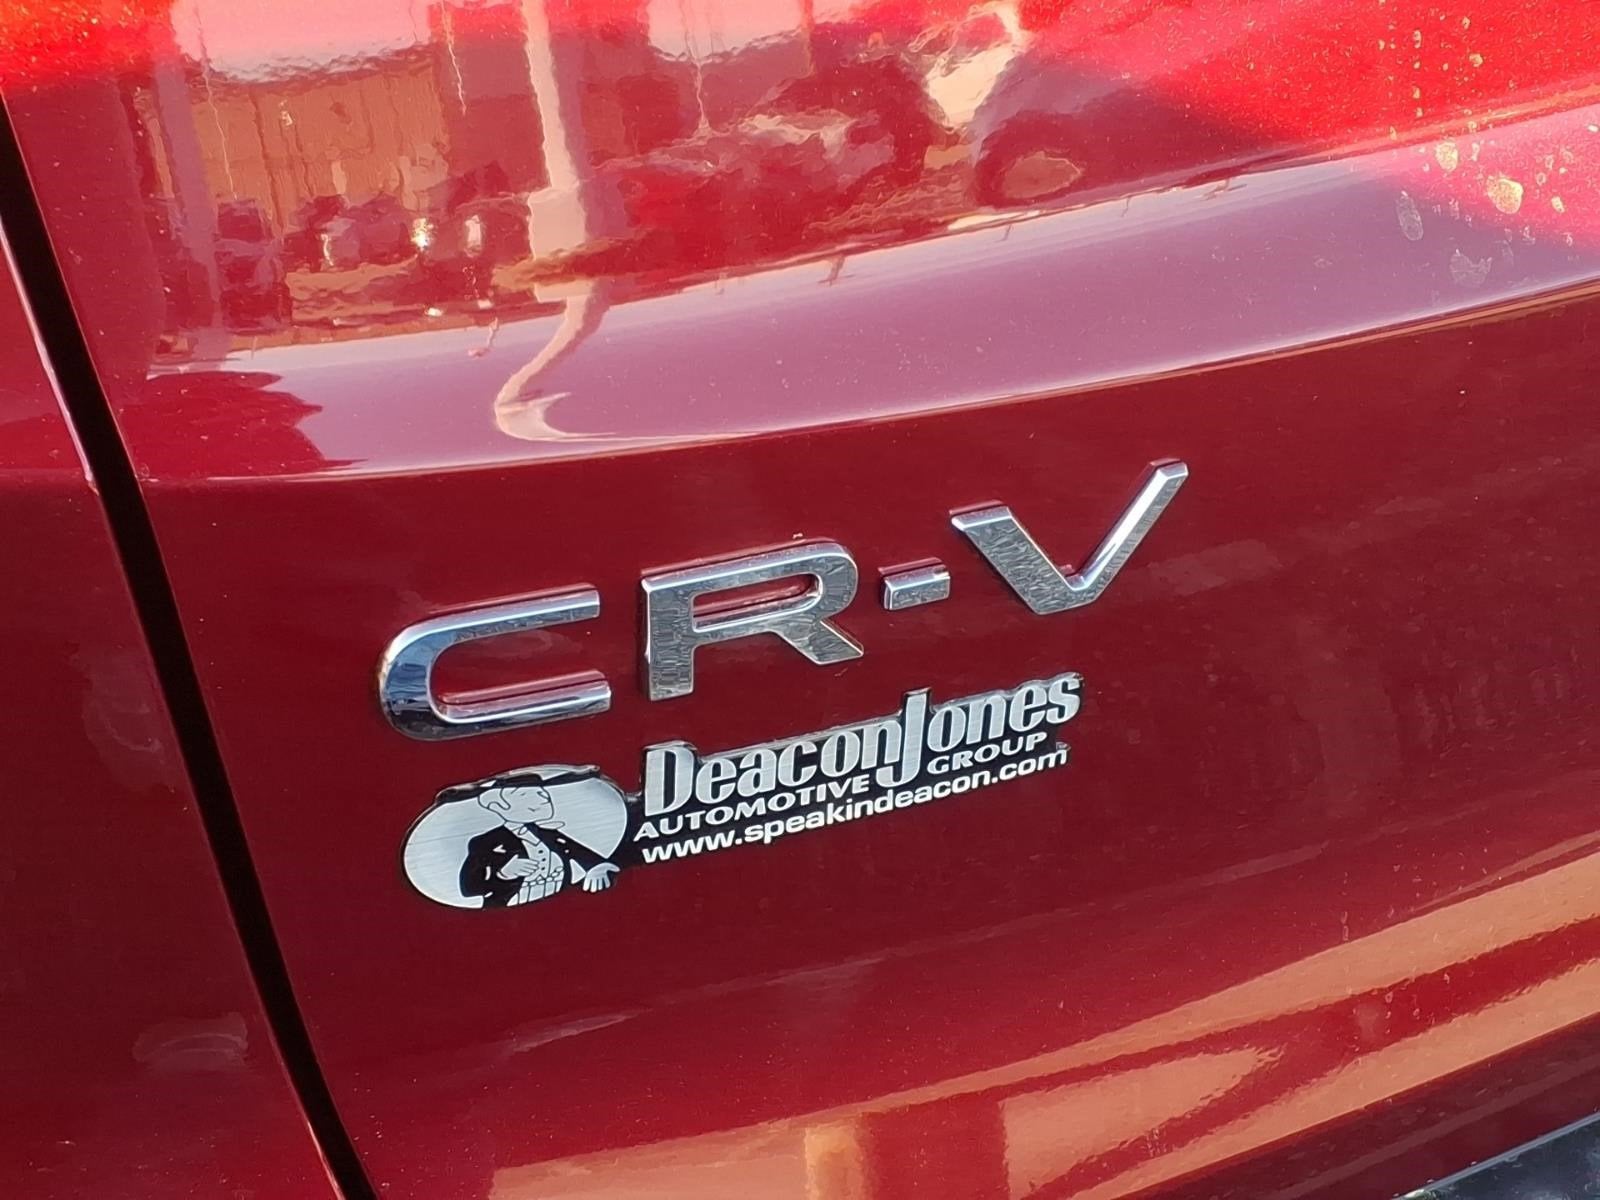 CR-V
DeaconJones
AUTOMOTIVE GROUP
www.speakindeacon.com